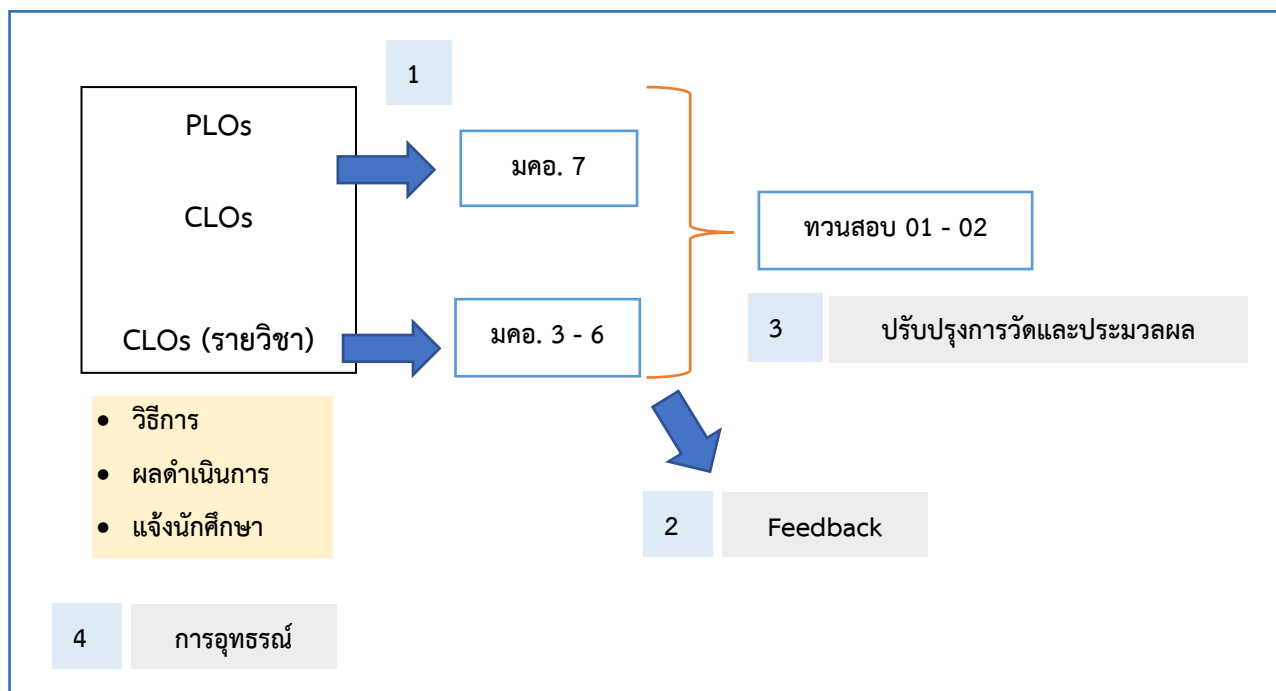 1
PLOs
มคอ. 7
CLOs
ทวนสอบ 01 - 02
CLOs (รายวิชา)
มคอ. 3 - 6
3
ปรับปรุงการวัดและประมวลผล
• วิธีการ
• ผลดำเนินการ
• แจ้งนักศึกษา
2
Feedback
4
การอุทธรณ์